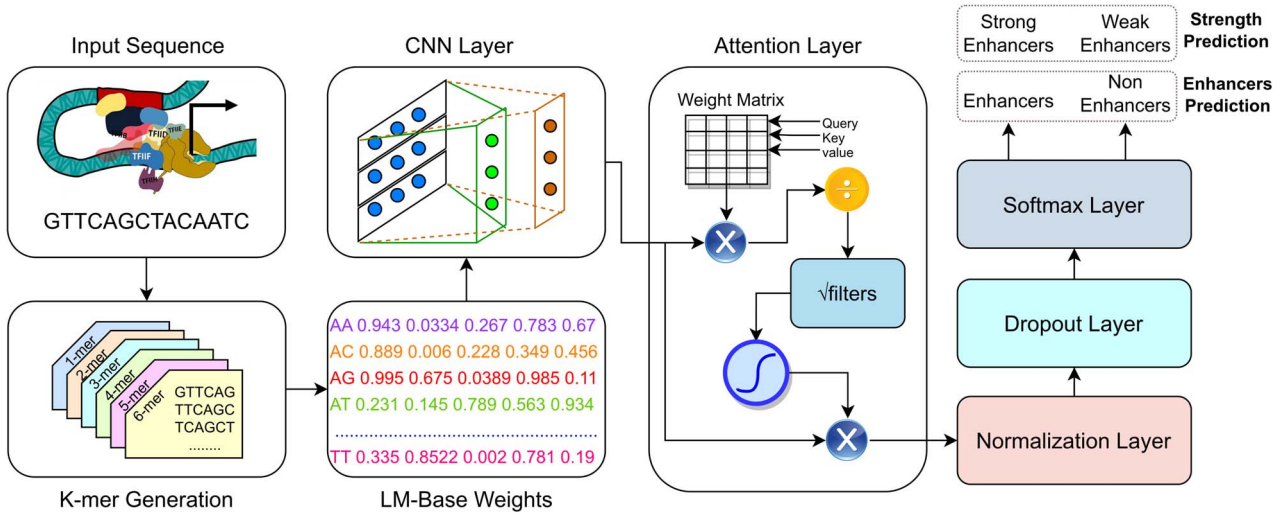 Input Sequence
TFIID
TFIIE
TFIIF
TFIIH
GTTCAGCTACAATC
1-mer
2-mer
3-mer
4-mer
5-mer
6-mer
GTTCAG
TTCAGC
TCAGCT
........
K-mer Generation
CNN Layer
AA 0.943 0.0334 0.267 0.783 0.67
AC 0.889 0.006 0.228 0.349 0.456
AG 0.995 0.675 0.0389 0.985 0.11
AT 0.231 0.145 0.789 0.563 0.934
TT 0.335 0.8522 0.002 0.781 0.19
LM-Base Weights
Attention Layer
Weight Matrix
Query
Key
value
X
÷
√filters
X
Strong
Enhancers
Weak
Enhancers
Strength
Prediction
Enhancers
Non
Enhancers
Enhancers
Prediction
Softmax Layer
Dropout Layer
Normalization Layer